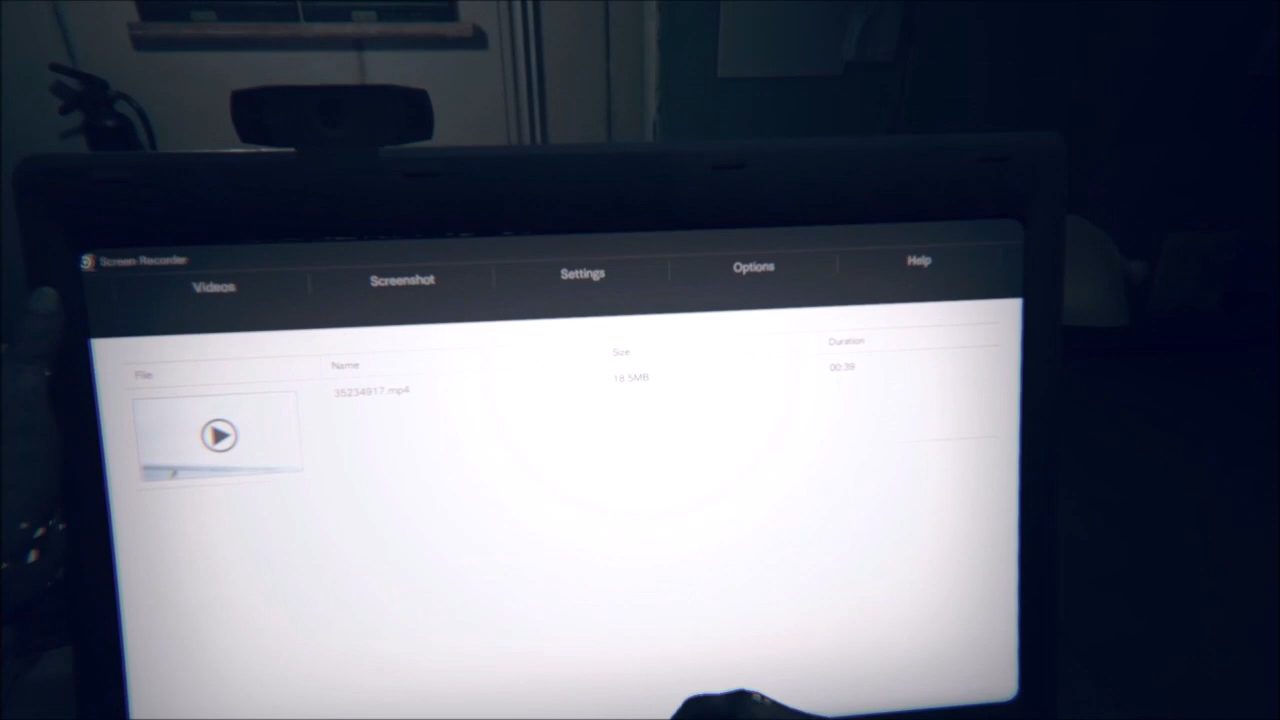 Screen Recorder
Videos Screenshot Settings Options Help
File Name Size Duration
35234917.mp4 18.5MB 00:39